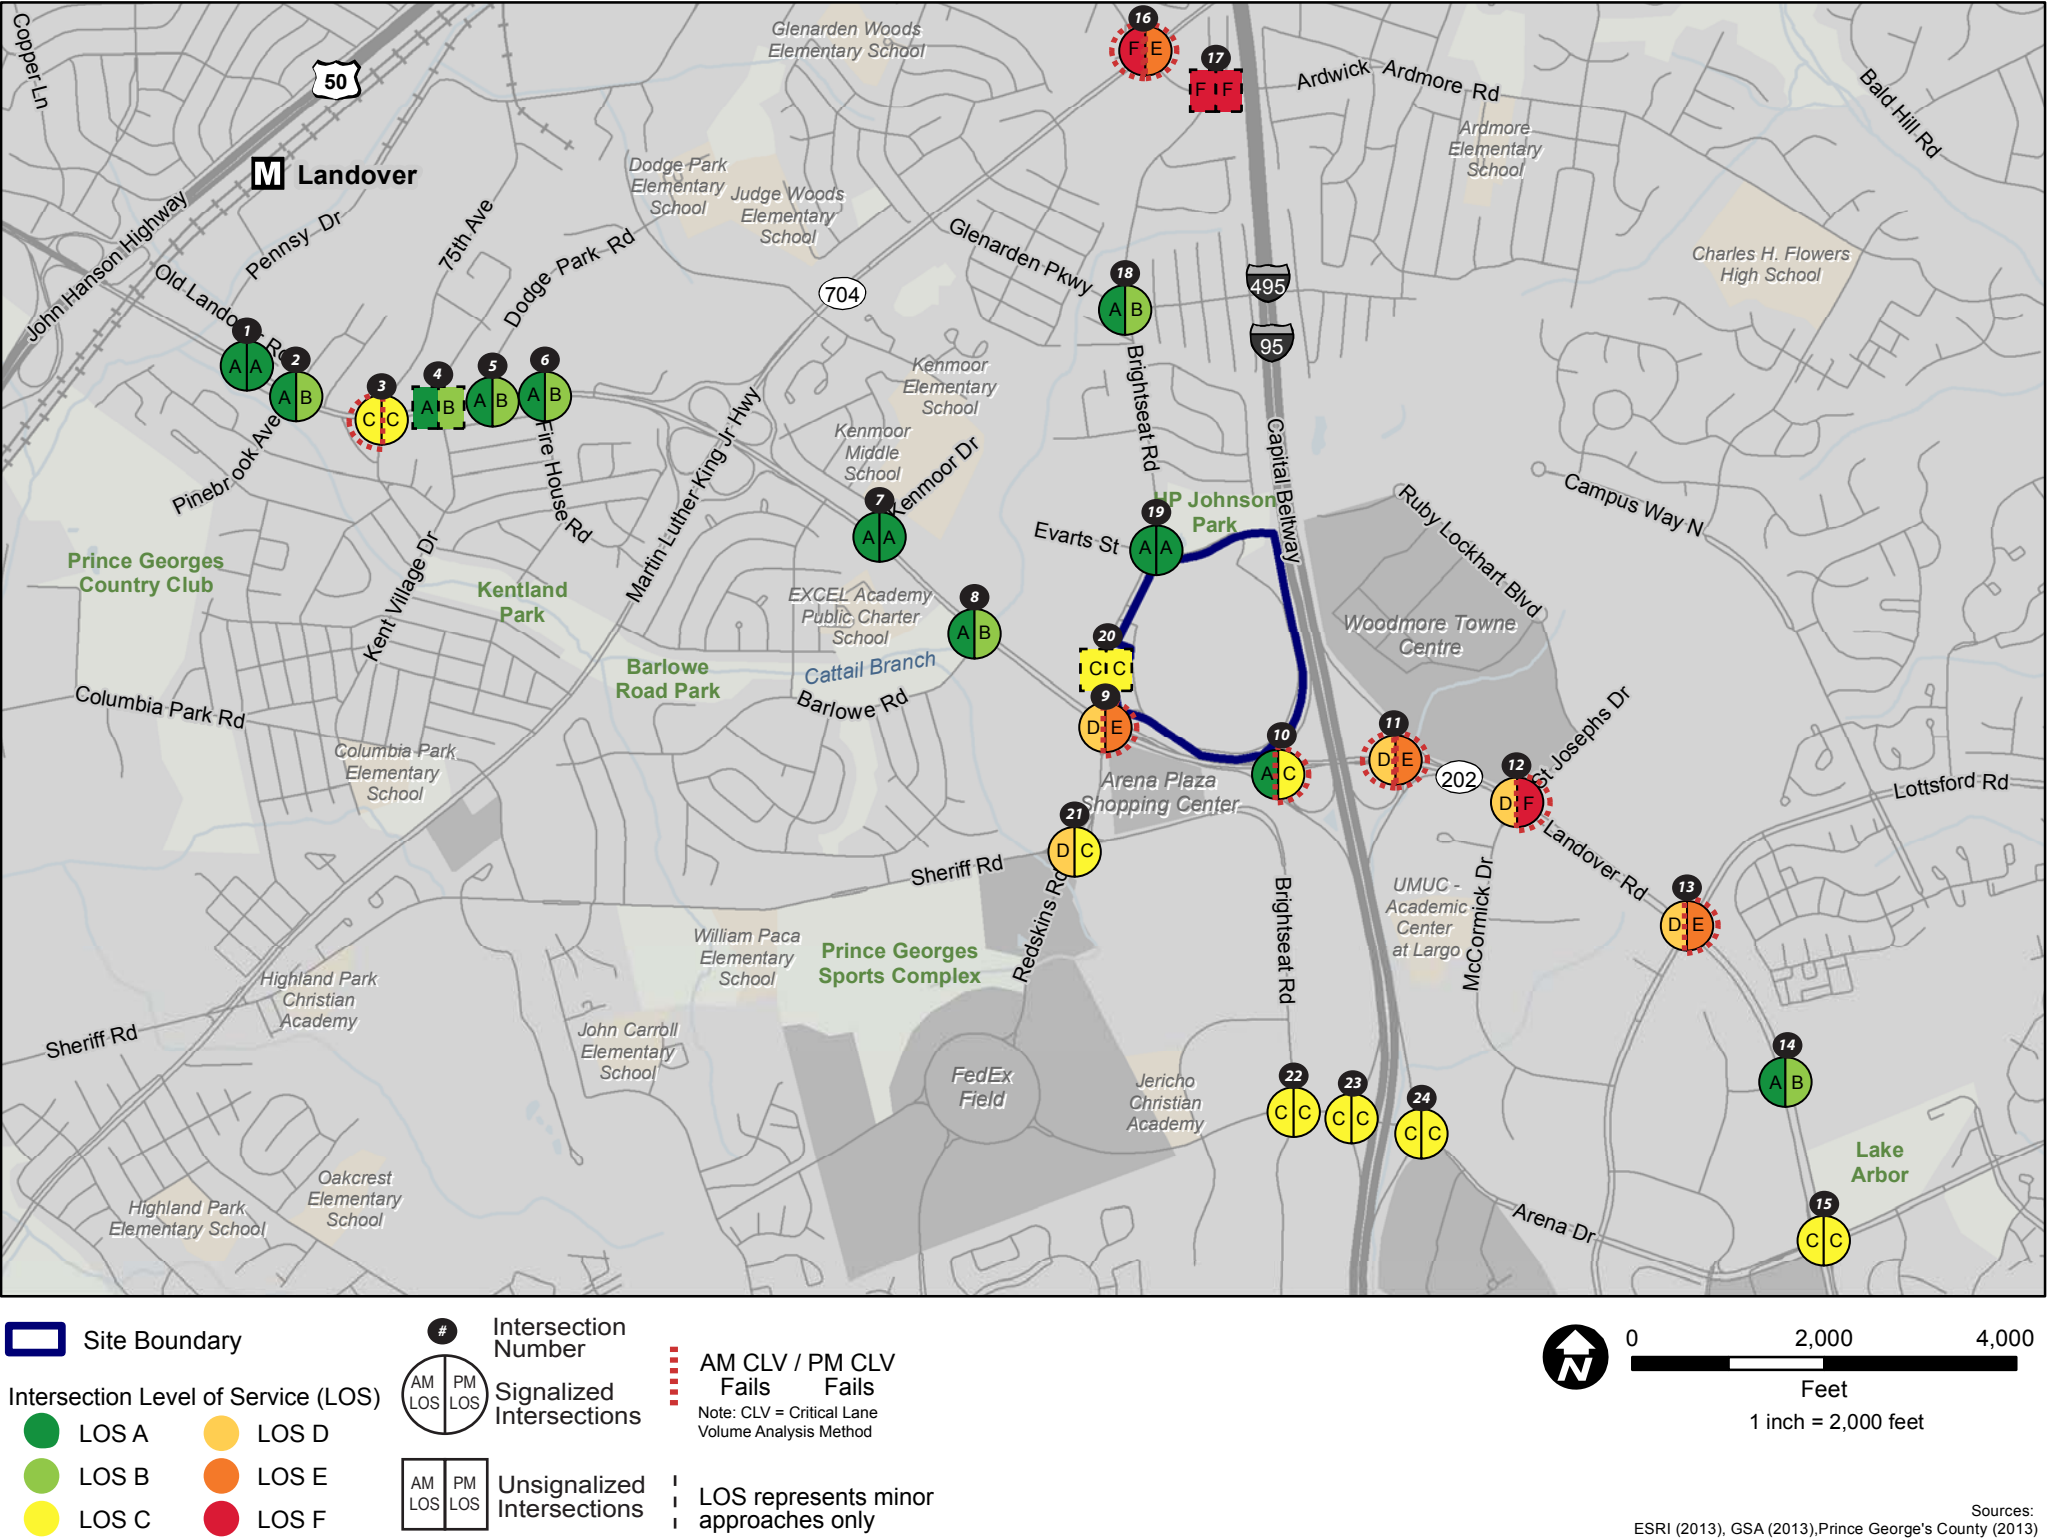 Copper Ln
50
M Landover
John Hanson Highway
Pennsy Dr
Old Landover Rd
75th Ave
Dodge Park Rd
Glenarden Woods
Elementary School
Dodge Park
Elementary
School
Judge Woods
Elementary
School
704
Glenarden Pkwy
16
F E
17
F F
Ardwick Ardmore Rd
Ardmore
Elementary
School
Bald Hill Rd
Charles H. Flowers
High School
495
95
18
A B
Brightseat Rd
Capital Beltway
1
A A
2
A B
3
C C
4
A B
5
A B
6
A B
Pinebrook Ave
Fire House Rd
Martin Luther King Jr Hwy
Kent Village Dr
Kenmoor
Elementary
School
Kenmoor
Middle
School
Kenmoor Dr
7
A A
8
A B
HP Johnson
Park
Evarts St
19
A A
Ruby Lockhart Blvd
Campus Way N
Prince Georges
Country Club
Kentland
Park
EXCEL Academy
Public Charter
School
Cattail Branch
Barlowe
Road Park
Barlowe Rd
Woodmore Towne
Centre
20
C C
9
D E
10
A C
11
D E
202
12
D F
St Josephs Dr
Lottsford Rd
Landover Rd
13
D E
Columbia Park Rd
Columbia Park
Elementary
School
Arena Plaza
Shopping Center
21
D C
Sheriff Rd
Redskins Rd
Brightseat Rd
UMUC -
Academic
Center
at Largo
McCormick Dr
William Paca
Elementary
School
Prince Georges
Sports Complex
Highland Park
Christian
Academy
Sheriff Rd
John Carroll
Elementary
School
FedEx
Field
Jericho
Christian
Academy
22
C C
23
C C
24
C C
14
A B
Lake
Arbor
15
C C
Arena Dr
Oakcrest
Elementary
School
Highland Park
Elementary School
Site Boundary
Intersection Level of Service (LOS)
LOS A
LOS B
LOS C
LOS D
LOS E
LOS F
#
Intersection
Number
AM PM
LOS LOS
Signalized
Intersections
AM PM
LOS LOS
Unsignalized
Intersections
AM CLV / PM CLV
Fails Fails
Note: CLV = Critical Lane
Volume Analysis Method
LOS represents minor
approaches only
N
0 2,000 4,000
Feet
1 inch = 2,000 feet
Sources:
ESRI (2013), GSA (2013),Prince George's County (2013)